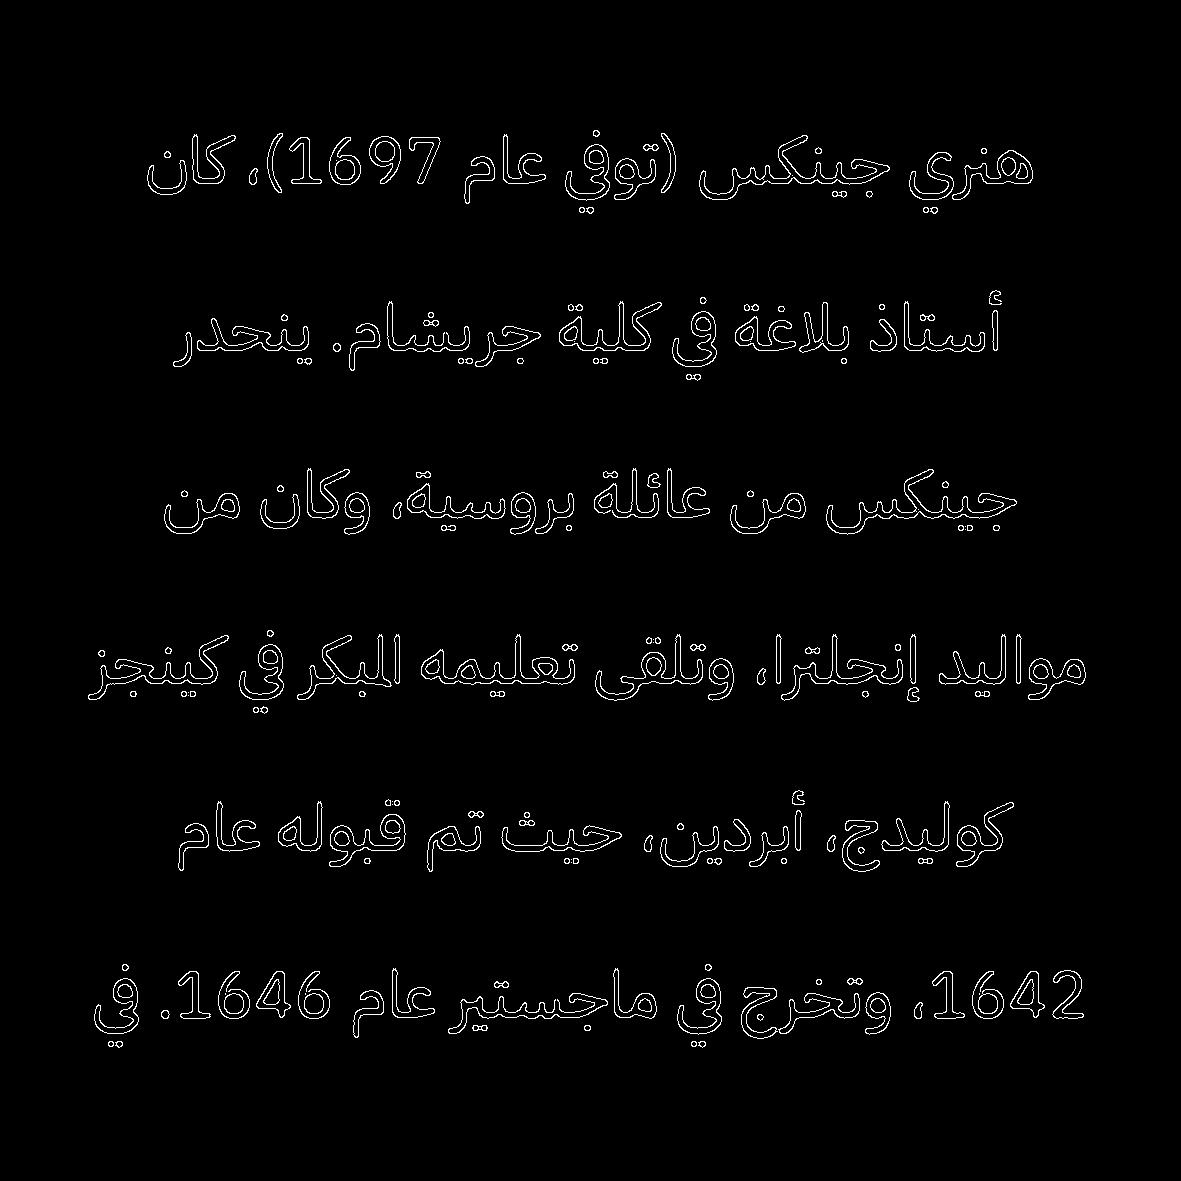 هنري جينكس (توفي عام 1697)، كان
أستاذ بلاغة في كلية جريشام. ينحدر
جينكس من عائلة بروسية، وكان من
مواليد إنجلترا، وتلقى تعليمه المبكر في كينجز
كوليدج، أبردين، حيث تم قبوله عام
1642، وتخرج في ماجستير عام 1646. في